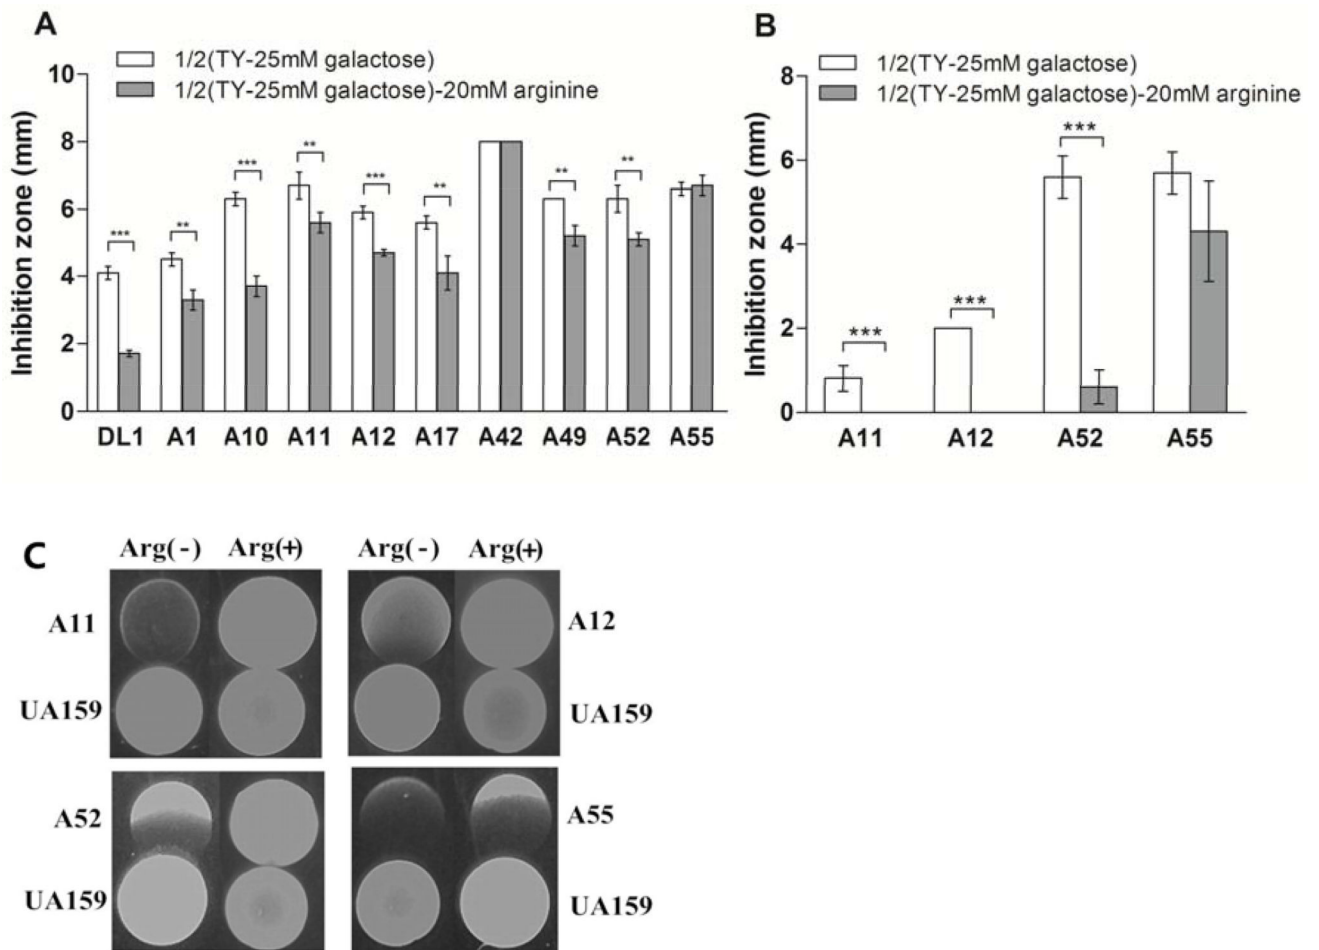 A
1/2(TY-25mM galactose)
1/2(TY-25mM galactose)-20mM arginine
Inhibition zone (mm)
10
8
6
4
2
0
***
**
***
**
***
**
**
**
DL1 A1 A10 A11 A12 A17 A42 A49 A52 A55
B
1/2(TY-25mM galactose)
1/2(TY-25mM galactose)-20mM arginine
Inhibition zone (mm)
8
6
4
2
0
***
***
***
A11 A12 A52 A55
C
Arg(-) Arg(+) Arg(-) Arg(+)
A11 A12
UA159 UA159
A52 A55
UA159 UA159